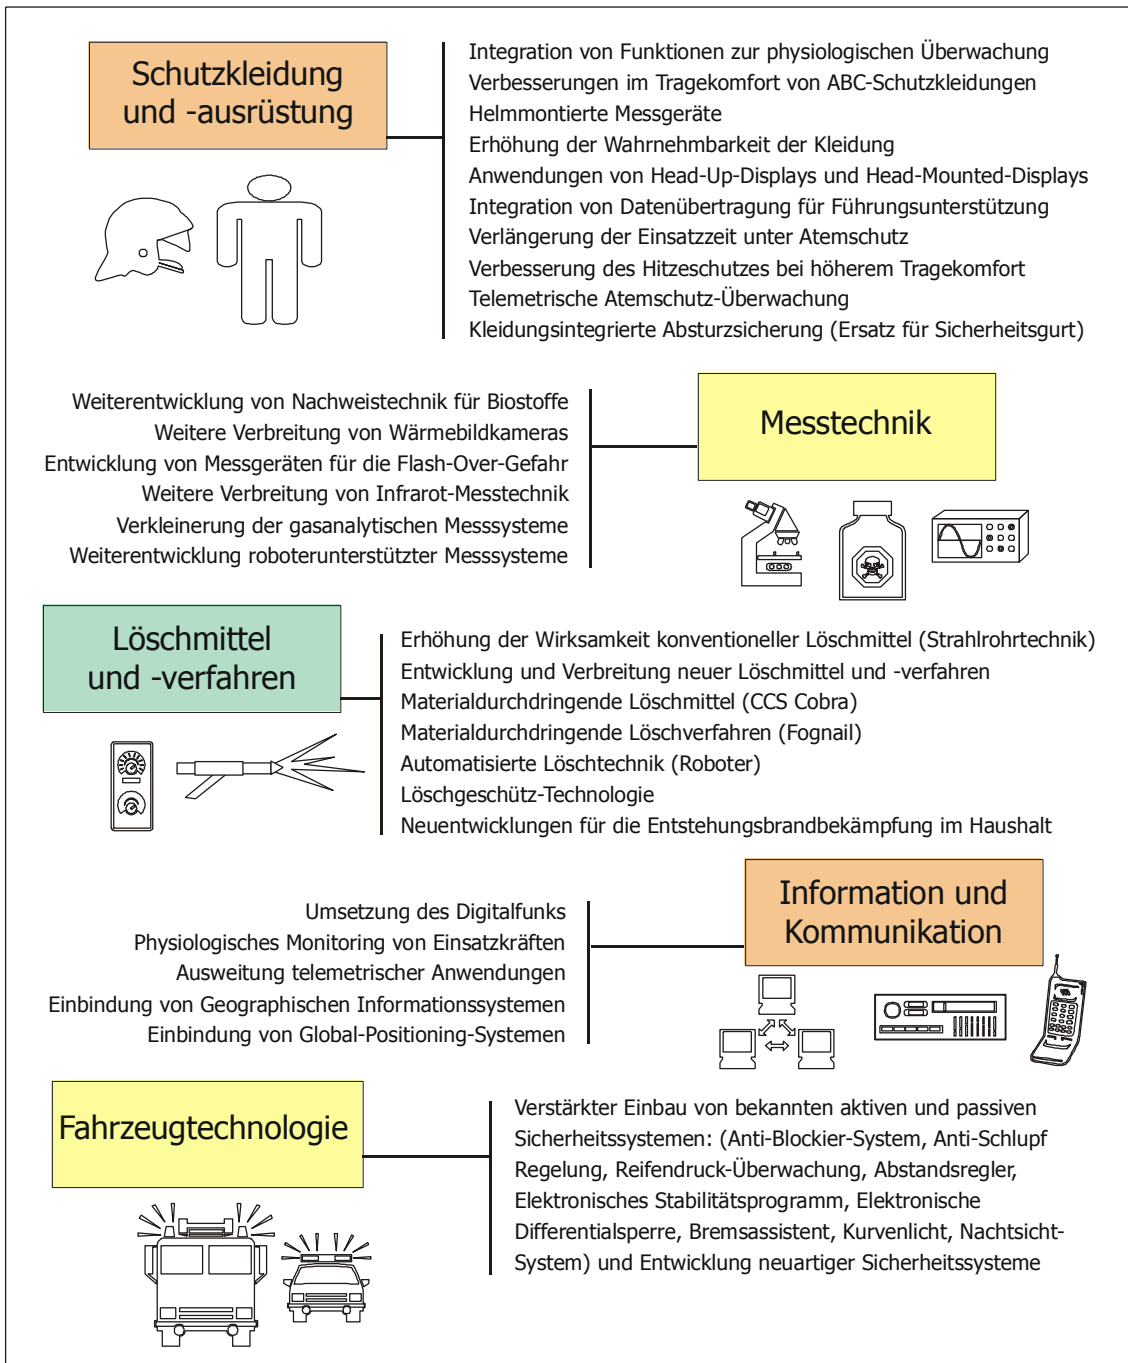 Schutzkleidung
und -ausrüstung
Integration von Funktionen zur physiologischen Überwachung
Verbesserungen im Tragekomfort von ABC-Schutzkleidungen
Helmmontierte Messgeräte
Erhöhung der Wahrnehmbarkeit der Kleidung
Anwendungen von Head-Up-Displays und Head-Mounted-Displays
Integration von Datenübertragung für Führungsunterstützung
Verlängerung der Einsatzzeit unter Atemschutz
Verbesserung des Hitzeschutzes bei höherem Tragekomfort
Telemetrische Atemschutz-Überwachung
Kleidungsintegrierte Absturzsicherung (Ersatz für Sicherheitsgurt)
Messtechnik
Weiterentwicklung von Nachweistechnik für Biostoffe
Weitere Verbreitung von Wärmebildkameras
Entwicklung von Messgeräten für die Flash-Over-Gefahr
Weitere Verbreitung von Infrarot-Messtechnik
Verkleinerung der gasanalytischen Messsysteme
Weiterentwicklung roboterunterstützter Messsysteme
Löschmittel
und -verfahren
Erhöhung der Wirksamkeit konventioneller Löschmittel (Strahlrohrtechnik)
Entwicklung und Verbreitung neuer Löschmittel und -verfahren
Materialdurchdringende Löschmittel (CCS Cobra)
Materialdurchdringende Löschverfahren (Fognail)
Automatisierte Löschtechnik (Roboter)
Löschgeschütz-Technologie
Neuentwicklungen für die Entstehungsbrandbekämpfung im Haushalt
Information und
Kommunikation
Umsetzung des Digitalfunks
Physiologisches Monitoring von Einsatzkräften
Ausweitung telemetrischer Anwendungen
Einbindung von Geographischen Informationssystemen
Einbindung von Global-Positioning-Systemen
Fahrzeugtechnologie
Verstärkter Einbau von bekannten aktiven und passiven
Sicherheitssystemen: (Anti-Blockier-System, Anti-Schlupf
Regelung, Reifendruck-Überwachung, Abstandsregler,
Elektronisches Stabilitätsprogramm, Elektronische
Differentialsperre, Bremsassistent, Kurvenlicht, Nachtsicht-
System) und Entwicklung neuartiger Sicherheitssysteme